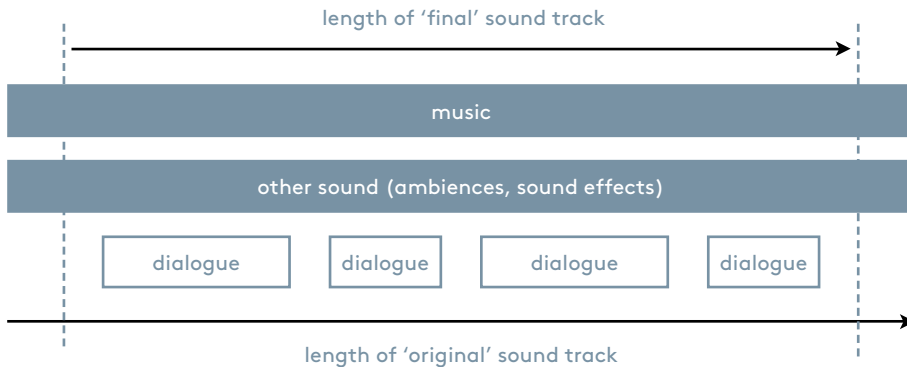 length of ‘final’ sound track
music
other sound (ambiences, sound effects)
dialogue dialogue dialogue dialogue
length of ‘original’ sound track